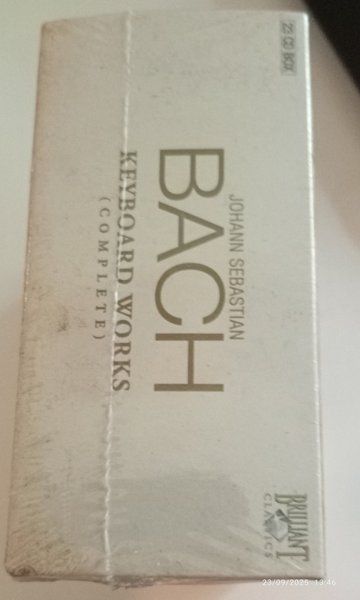 22 CD BOX
JOHANN SEBASTIAN
BACH
KEYBOARD WORKS
(COMPLETE)
BRILLIANT
CLASSICS
23/09/2025 13:46